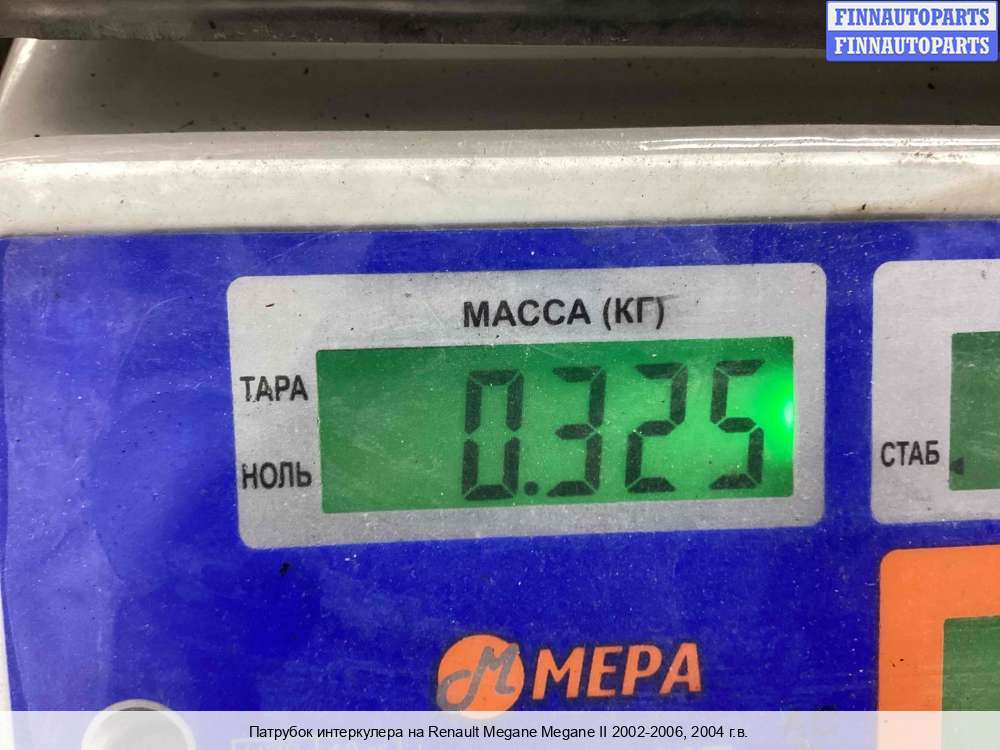 FINNAUTOPARTS
FINNAUTOPARTS
МАССА (КГ)
ТАРА
0.325
НОЛЬ
СТАБ
МЕРА
Патрубок интеркулера на Renault Megane Megane II 2002-2006, 2004 г.в.